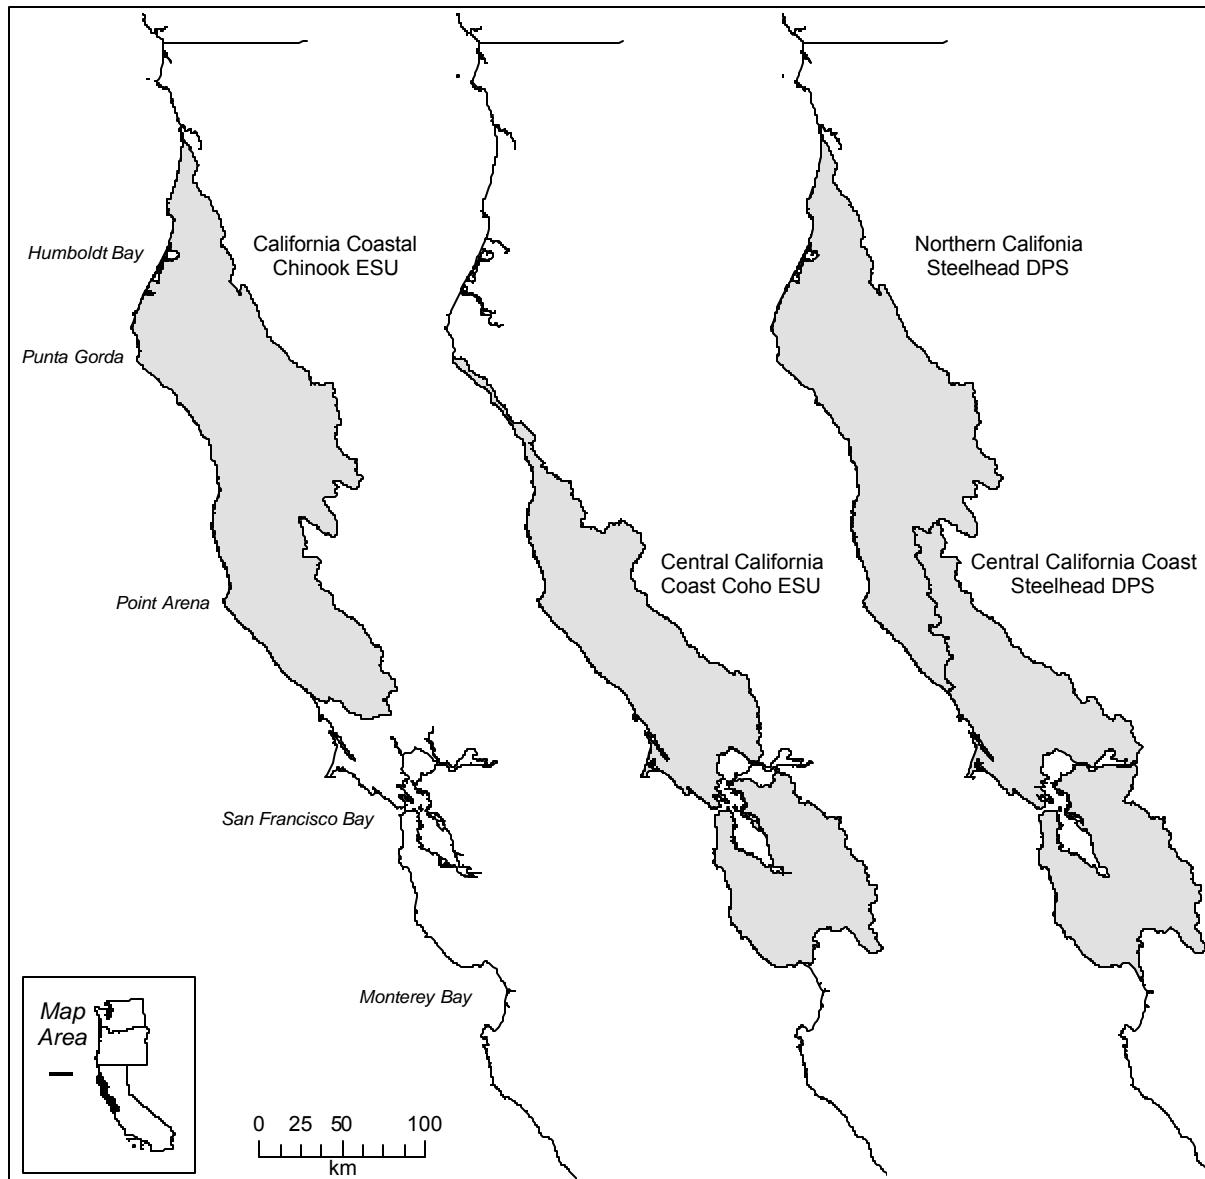 Humboldt Bay
California Coastal
Chinook ESU
Northern Califonia
Steelhead DPS
Punta Gorda
Central California
Coast Coho ESU
Central California Coast
Steelhead DPS
Point Arena
San Francisco Bay
Monterey Bay
Map
Area
0 25 50 100
km